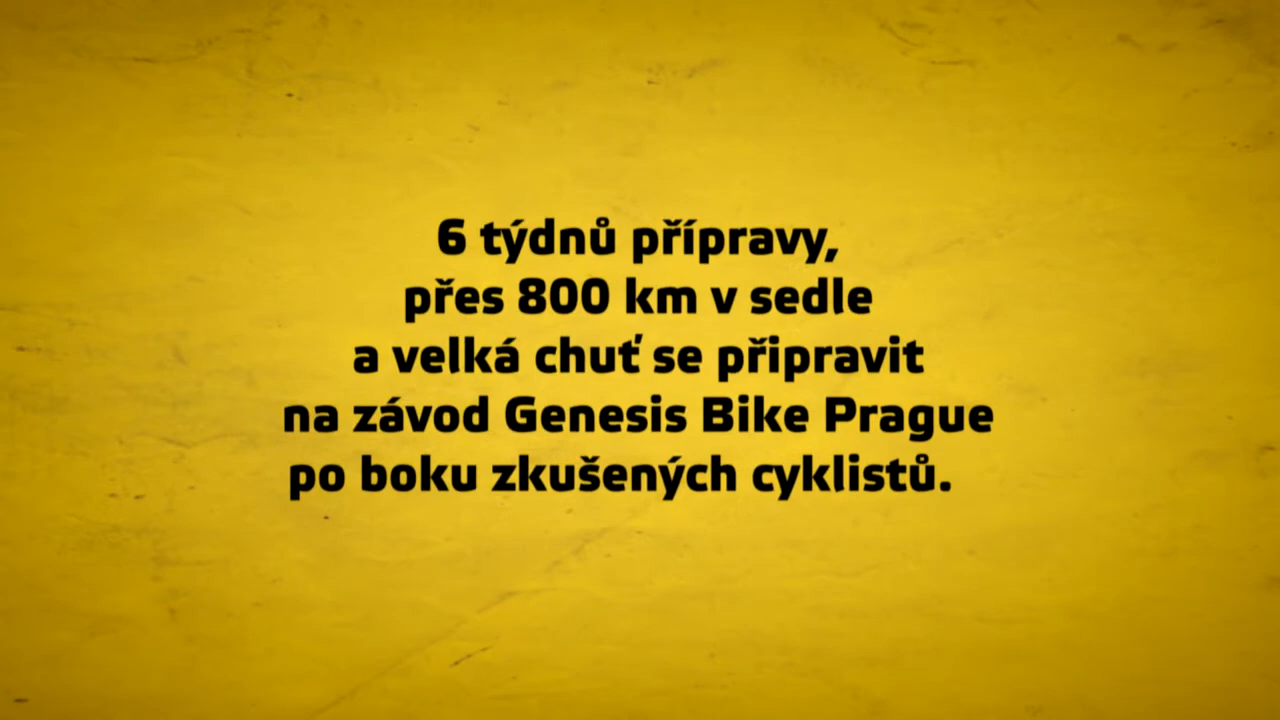 6 týdnů přípravy,
přes 800 km v sedle
a velká chuť se připravit
na závod Genesis Bike Prague
po boku zkušených cyklistů.